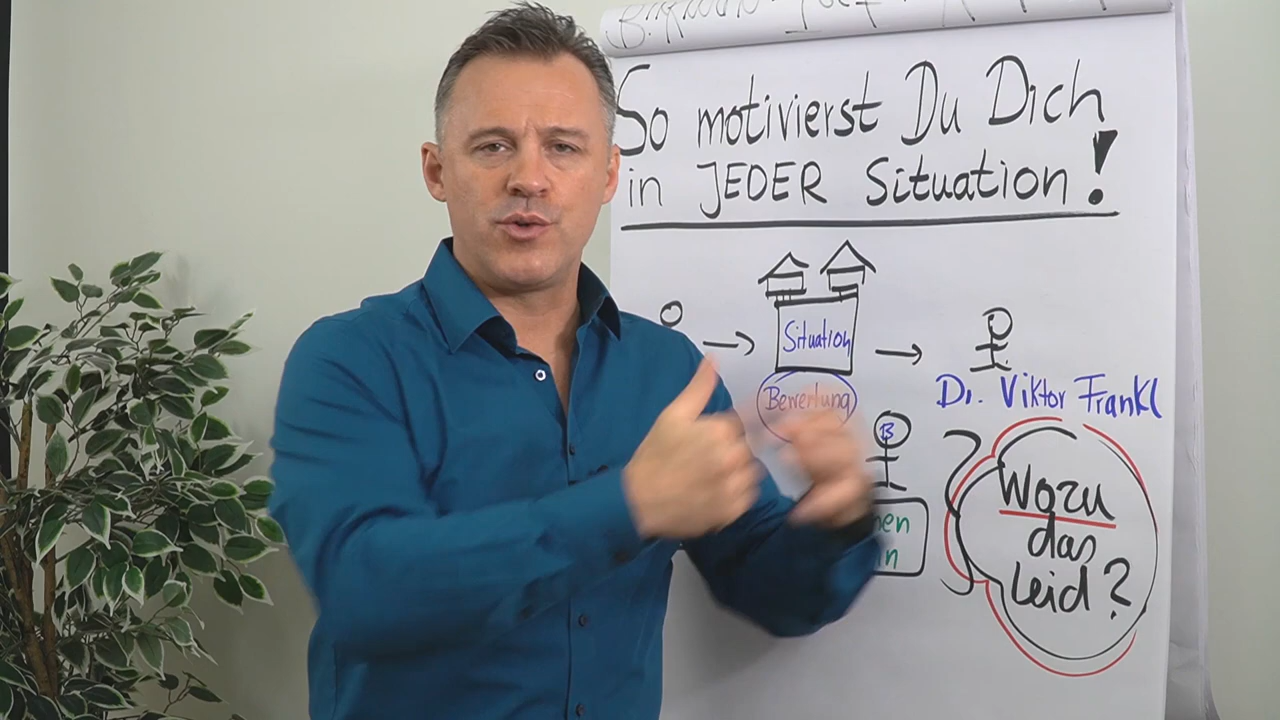 So motivierst Du Dich
in JEDER Situation!
Situation
Bewertung
B
Dr. Viktor Frankl
Wozu
das
Leid?